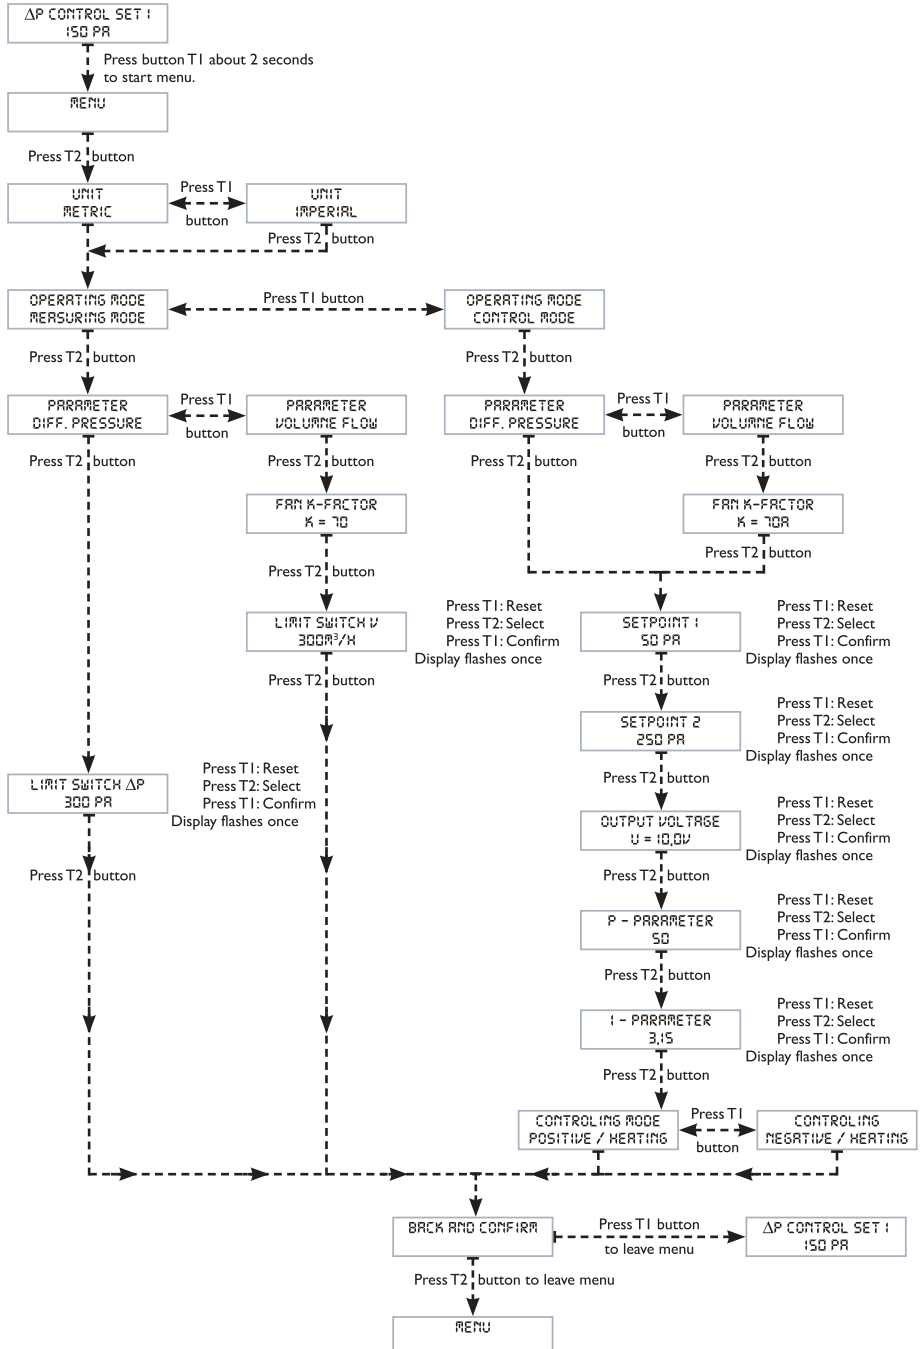 ΔP CONTROL SET 1
150 PA
Press button T1 about 2 seconds
to start menu.
MENU
Press T2 button
UNIT
METRIC
Press T1
button
UNIT
IMPERIAL
Press T2 button
OPERATING MODE
MEASURING MODE
Press T1 button
OPERATING MODE
CONTROL MODE
Press T2 button
Press T2 button
PARAMETER
DIFF. PRESSURE
Press T1
button
PARAMETER
VOLUMNE FLOW
PARAMETER
DIFF. PRESSURE
Press T1
button
PARAMETER
VOLUMNE FLOW
Press T2 button
Press T2 button
Press T2 button
Press T2 button
FAN K-FACTOR
K = 70
FAN K-FACTOR
K = 70A
Press T2 button
Press T2 button
LIMIT SWITCH V
300M³/H
Press T1: Reset
Press T2: Select
Press T1: Confirm
Display flashes once
SETPOINT 1
50 PA
Press T1: Reset
Press T2: Select
Press T1: Confirm
Display flashes once
Press T2 button
Press T2 button
SETPOINT 2
250 PA
Press T1: Reset
Press T2: Select
Press T1: Confirm
Display flashes once
LIMIT SWITCH ΔP
300 PA
Press T1: Reset
Press T2: Select
Press T1: Confirm
Display flashes once
Press T2 button
OUTPUT VOLTAGE
U = 10,0V
Press T1: Reset
Press T2: Select
Press T1: Confirm
Display flashes once
Press T2 button
Press T2 button
P - PARAMETER
50
Press T1: Reset
Press T2: Select
Press T1: Confirm
Display flashes once
Press T2 button
I - PARAMETER
3,15
Press T1: Reset
Press T2: Select
Press T1: Confirm
Display flashes once
Press T2 button
CONTROLING MODE
POSITIVE / HEATING
Press T1
button
CONTROLING
NEGATIVE / HEATING
BACK AND CONFIRM
Press T1 button
to leave menu
ΔP CONTROL SET 1
150 PA
Press T2 button to leave menu
MENU